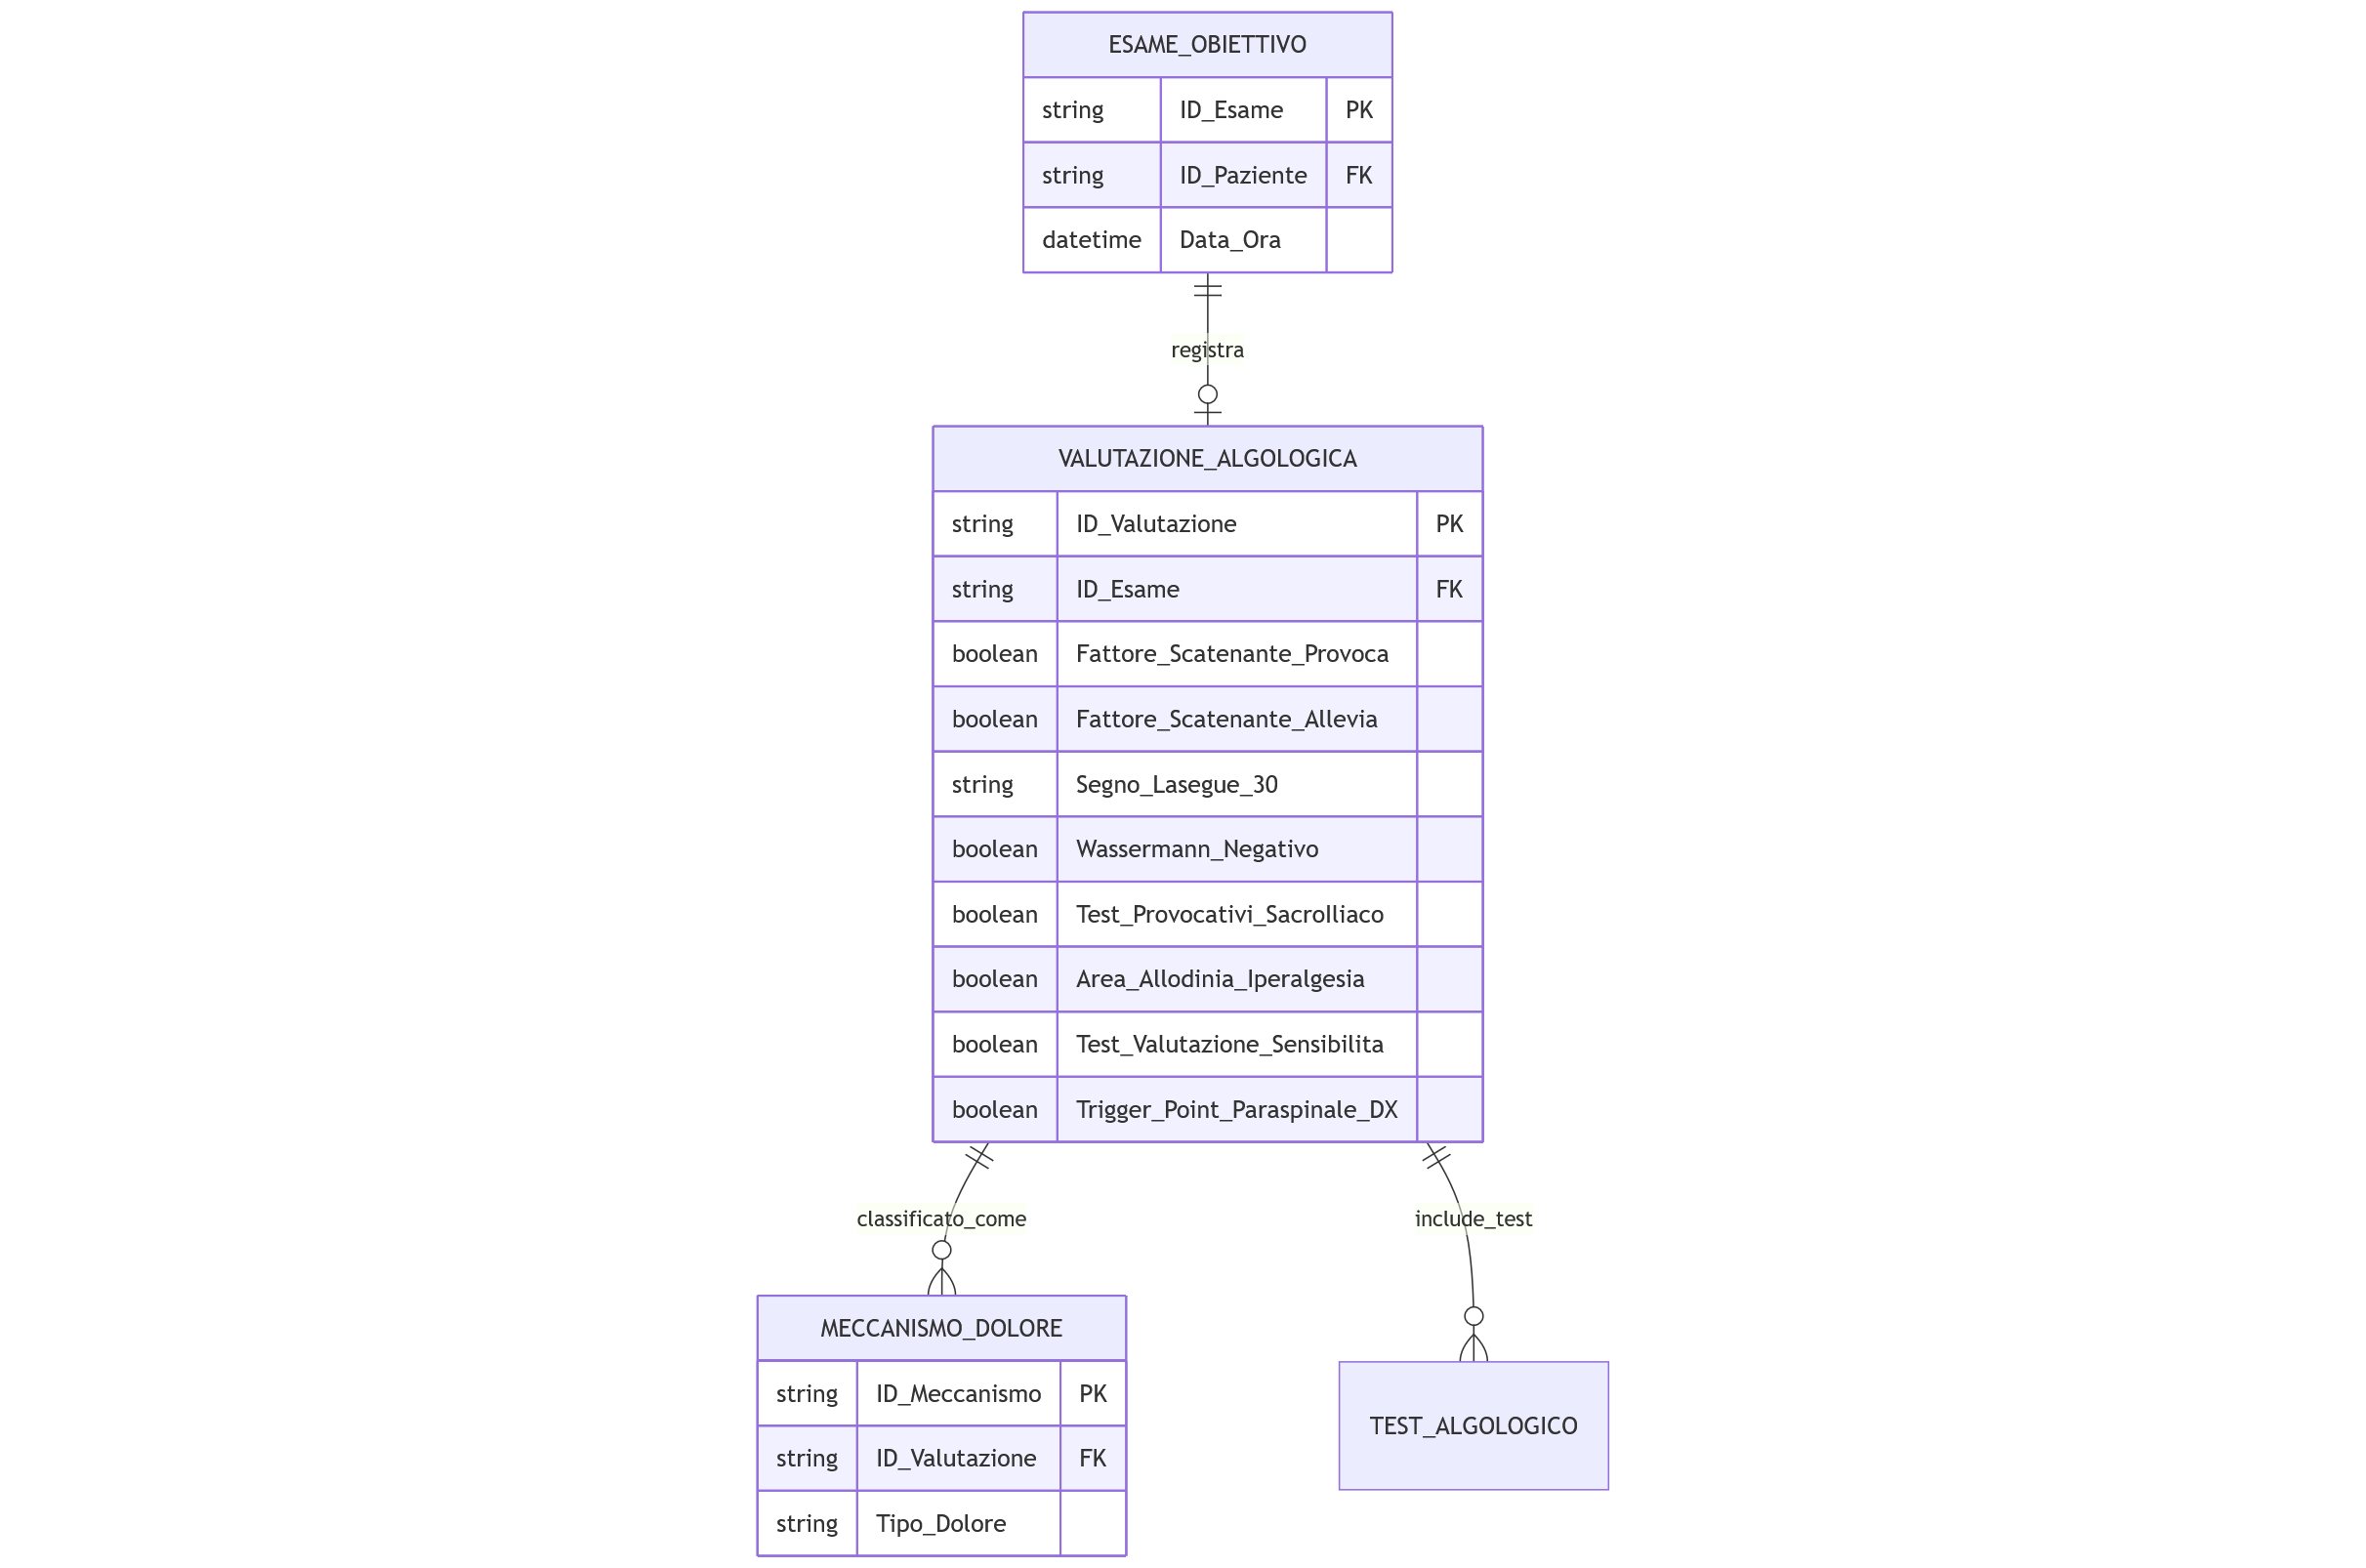 ESAME_OBIETTIVO
string ID_Esame PK
string ID_Paziente FK
datetime Data_Ora
registra
VALUTAZIONE_ALGOLOGICA
string ID_Valutazione PK
string ID_Esame FK
boolean Fattore_Scatenante_Provoca
boolean Fattore_Scatenante_Allevia
string Segno_Lasegue_30
boolean Wassermann_Negativo
boolean Test_Provocativi_SacroIliaco
boolean Area_Allodinia_Iperalgesia
boolean Test_Valutazione_Sensibilita
boolean Trigger_Point_Paraspinale_DX
classificato_come
include_test
MECCANISMO_DOLORE
string ID_Meccanismo PK
string ID_Valutazione FK
string Tipo_Dolore
TEST_ALGOLOGICO